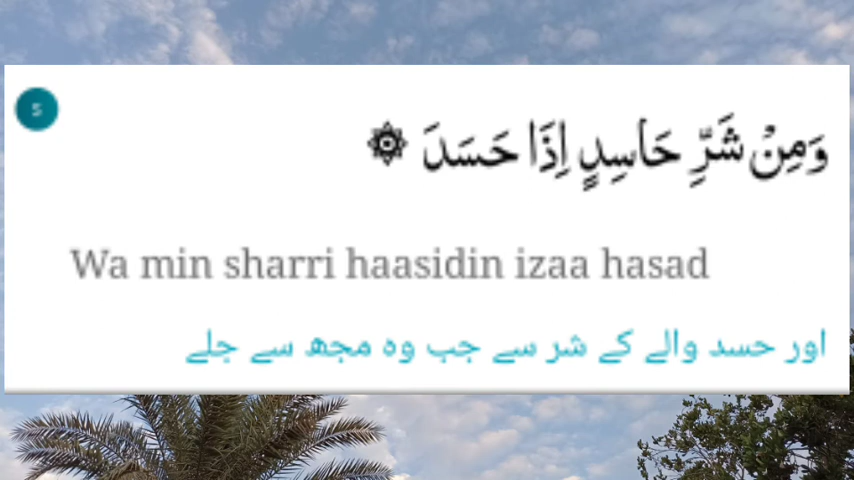 5
وَمِنْ شَرِّ حَاسِدٍ اِذَا حَسَدَ ۞
Wa min sharri haasidin izaa hasad
اور حسد والے کے شر سے جب وہ مجھ سے جلے